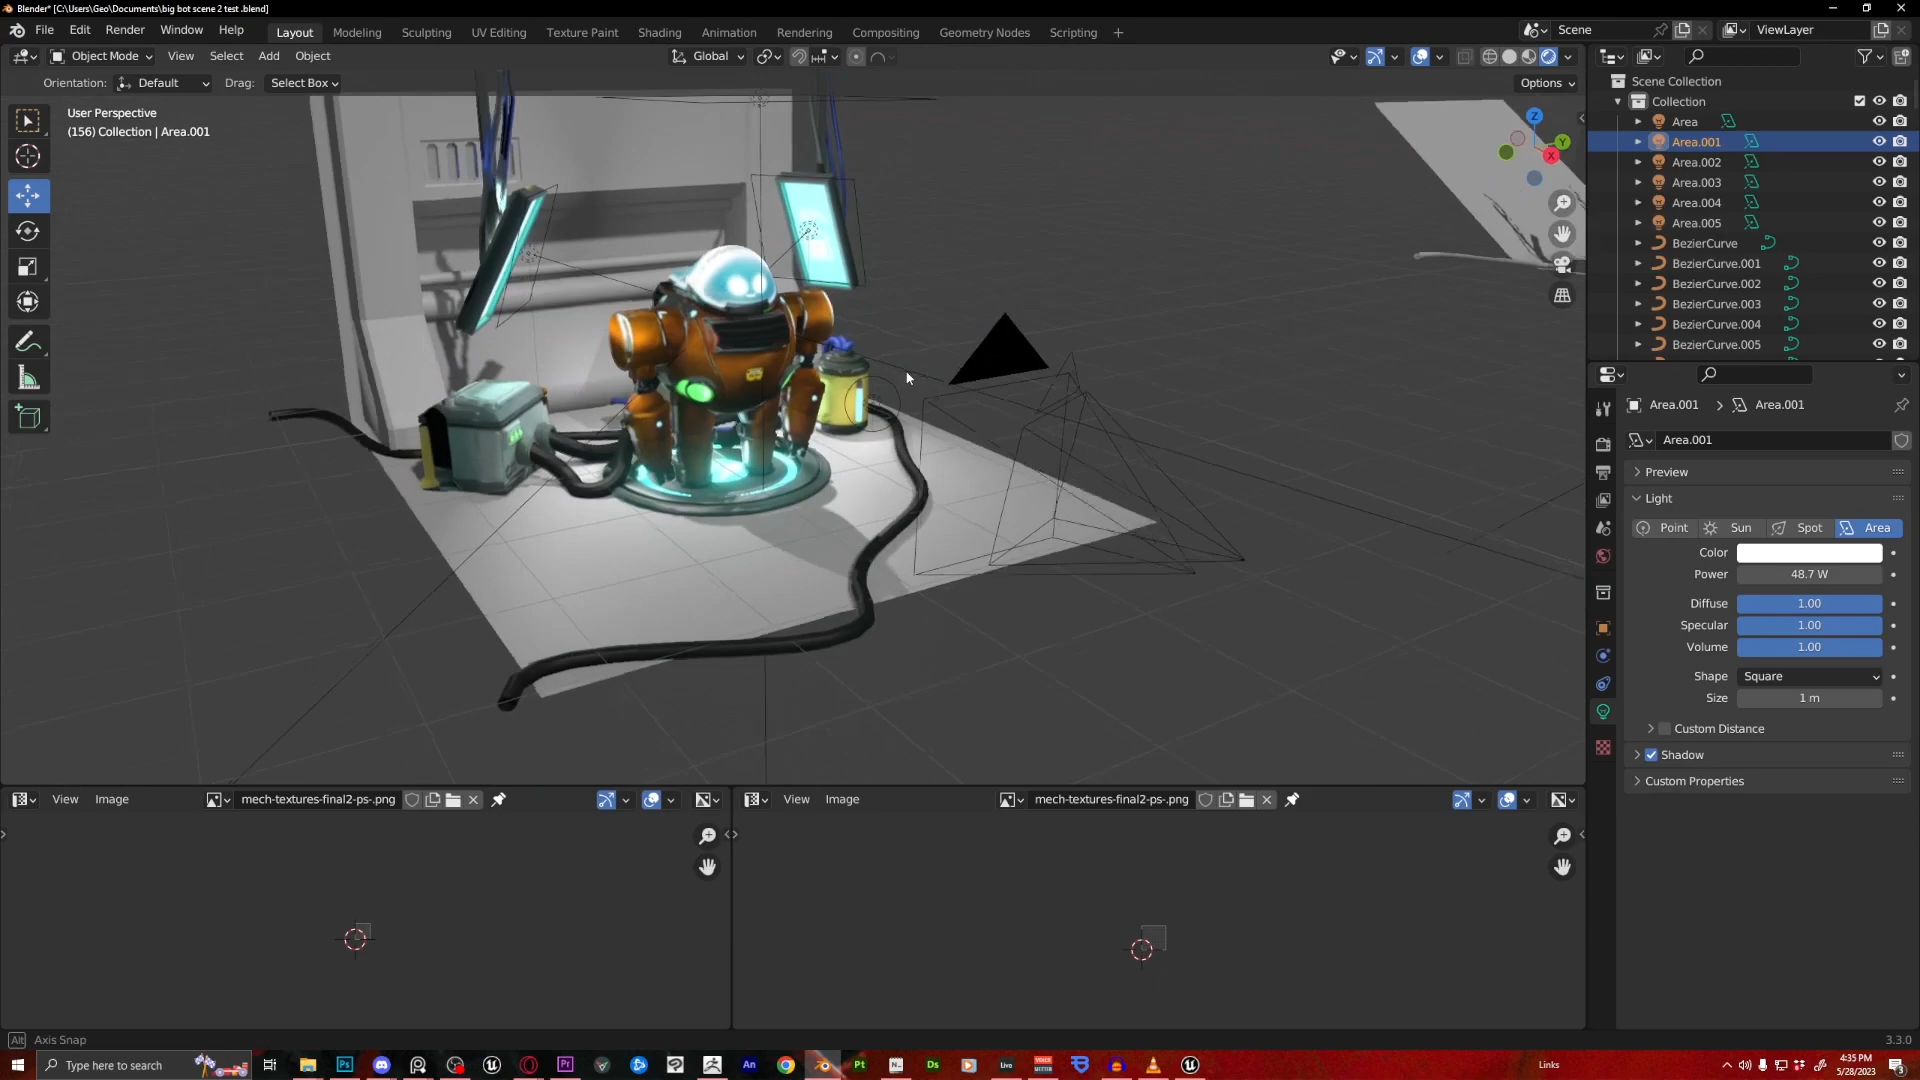 Blender* [C:\Users\Geo\Documents\big bot scene 2 test .blend]
File Edit Render Window Help Layout Modeling Sculpting UV Editing Texture Paint Shading Animation Rendering Compositing Geometry Nodes Scripting + Scene ViewLayer
Object Mode View Select Add Object Global
Orientation: Default Drag: Select Box Options
User Perspective
(156) Collection | Area.001
Z
Y
X
Scene Collection
Collection
Area
Area.001
Area.002
Area.003
Area.004
Area.005
BezierCurve
BezierCurve.001
BezierCurve.002
BezierCurve.003
BezierCurve.004
BezierCurve.005
Area.001 > Area.001
Area.001
Preview
Light
Point Sun Spot Area
Color
Power 48.7 W
Diffuse 1.00
Specular 1.00
Volume 1.00
Shape Square
Size 1 m
Custom Distance
Shadow
Custom Properties
View Image mech-textures-final2-ps-.png View Image mech-textures-final2-ps-.png
Alt Axis Snap 3.3.0
Type here to search Ps Pr An Pt Ds Live Links 4:35 PM
5/28/2023